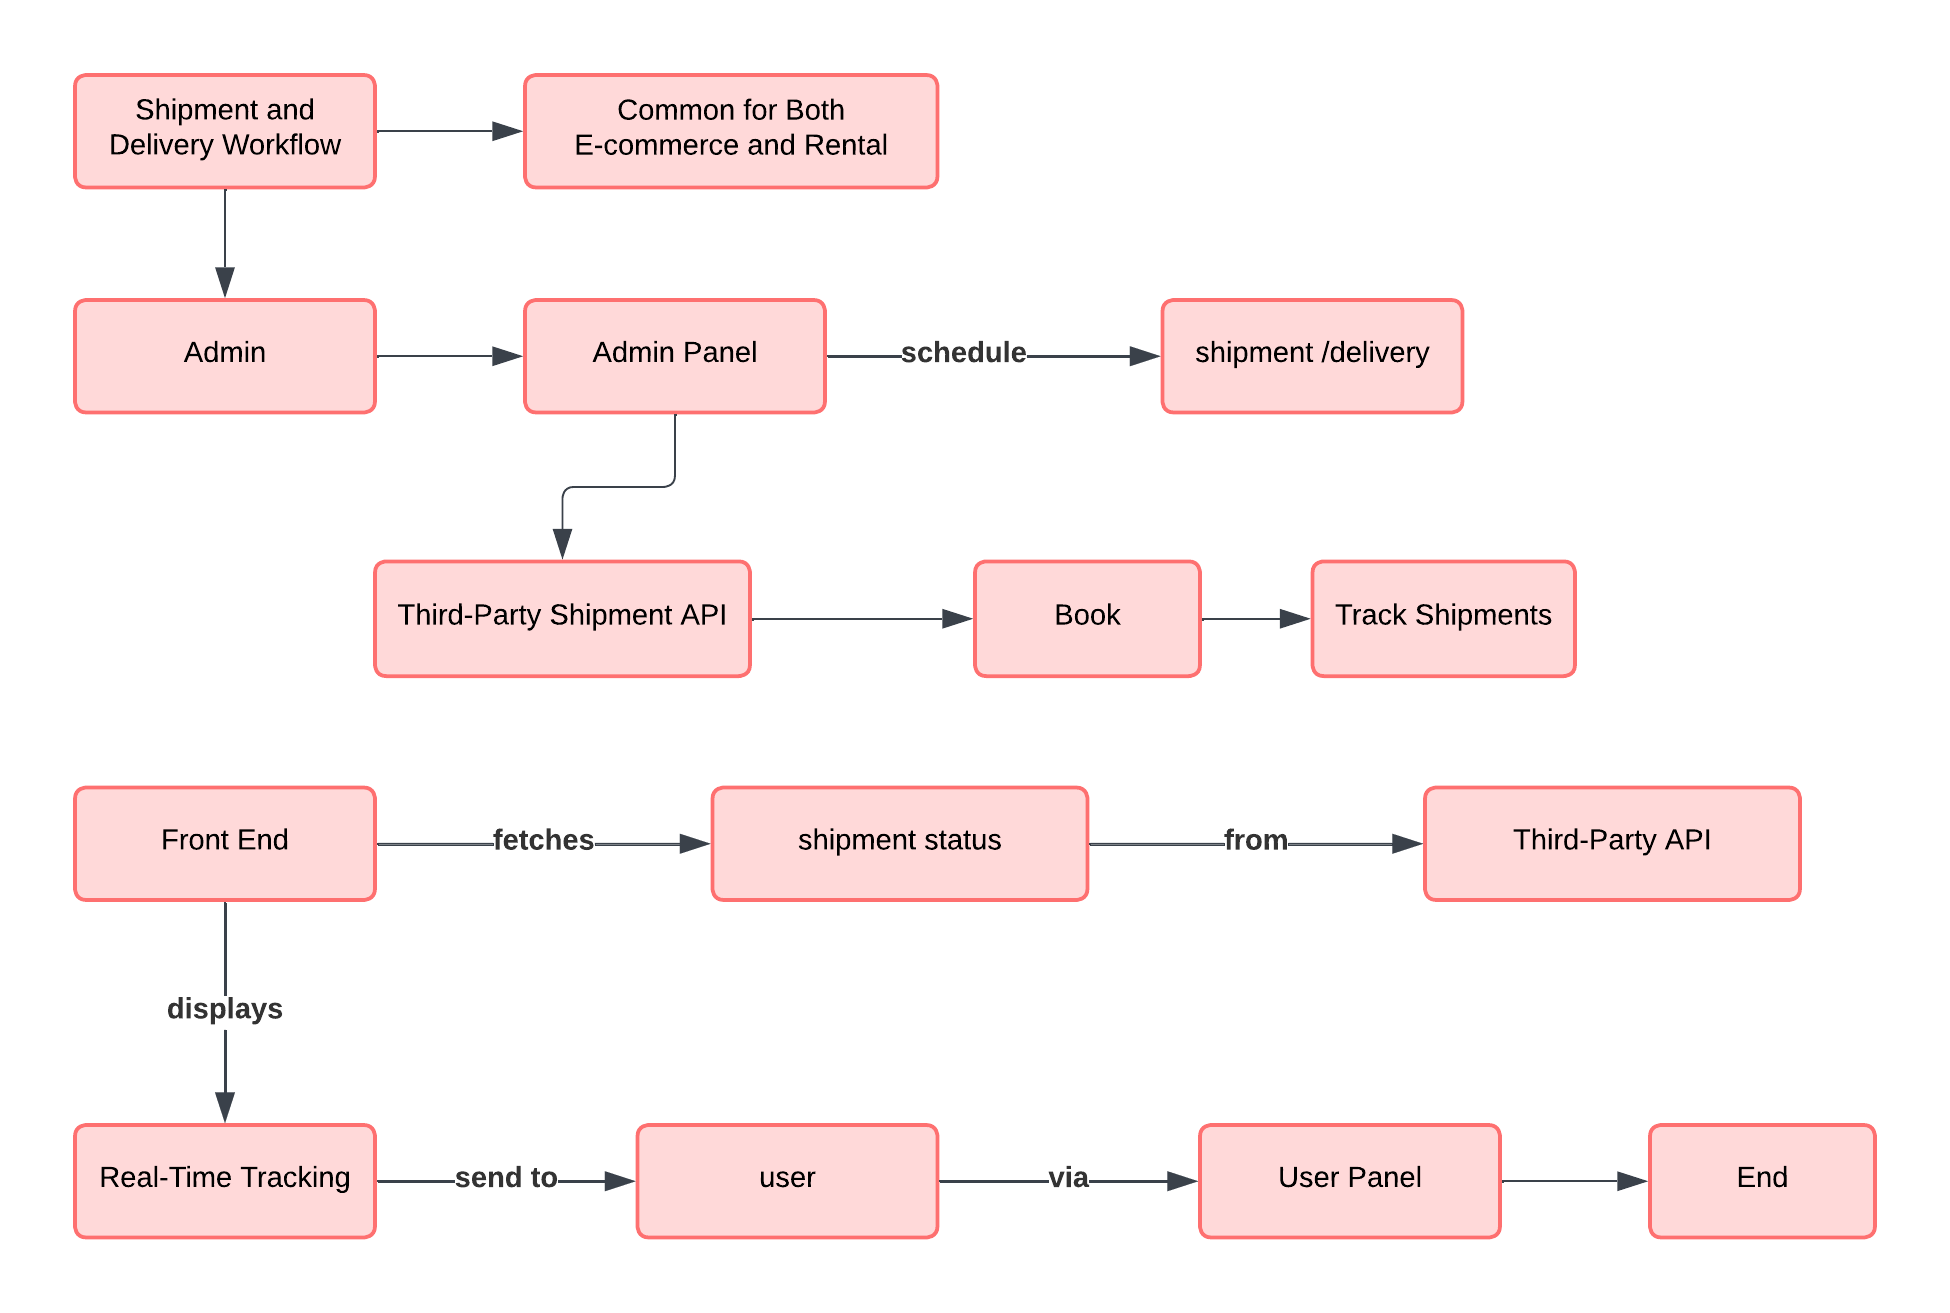 Shipment and
Delivery Workflow
Common for Both
E-commerce and Rental
Admin
Admin Panel
schedule
shipment /delivery
Third-Party Shipment API
Book
Track Shipments
Front End
fetches
shipment status
from
Third-Party API
displays
Real-Time Tracking
send to
user
via
User Panel
End